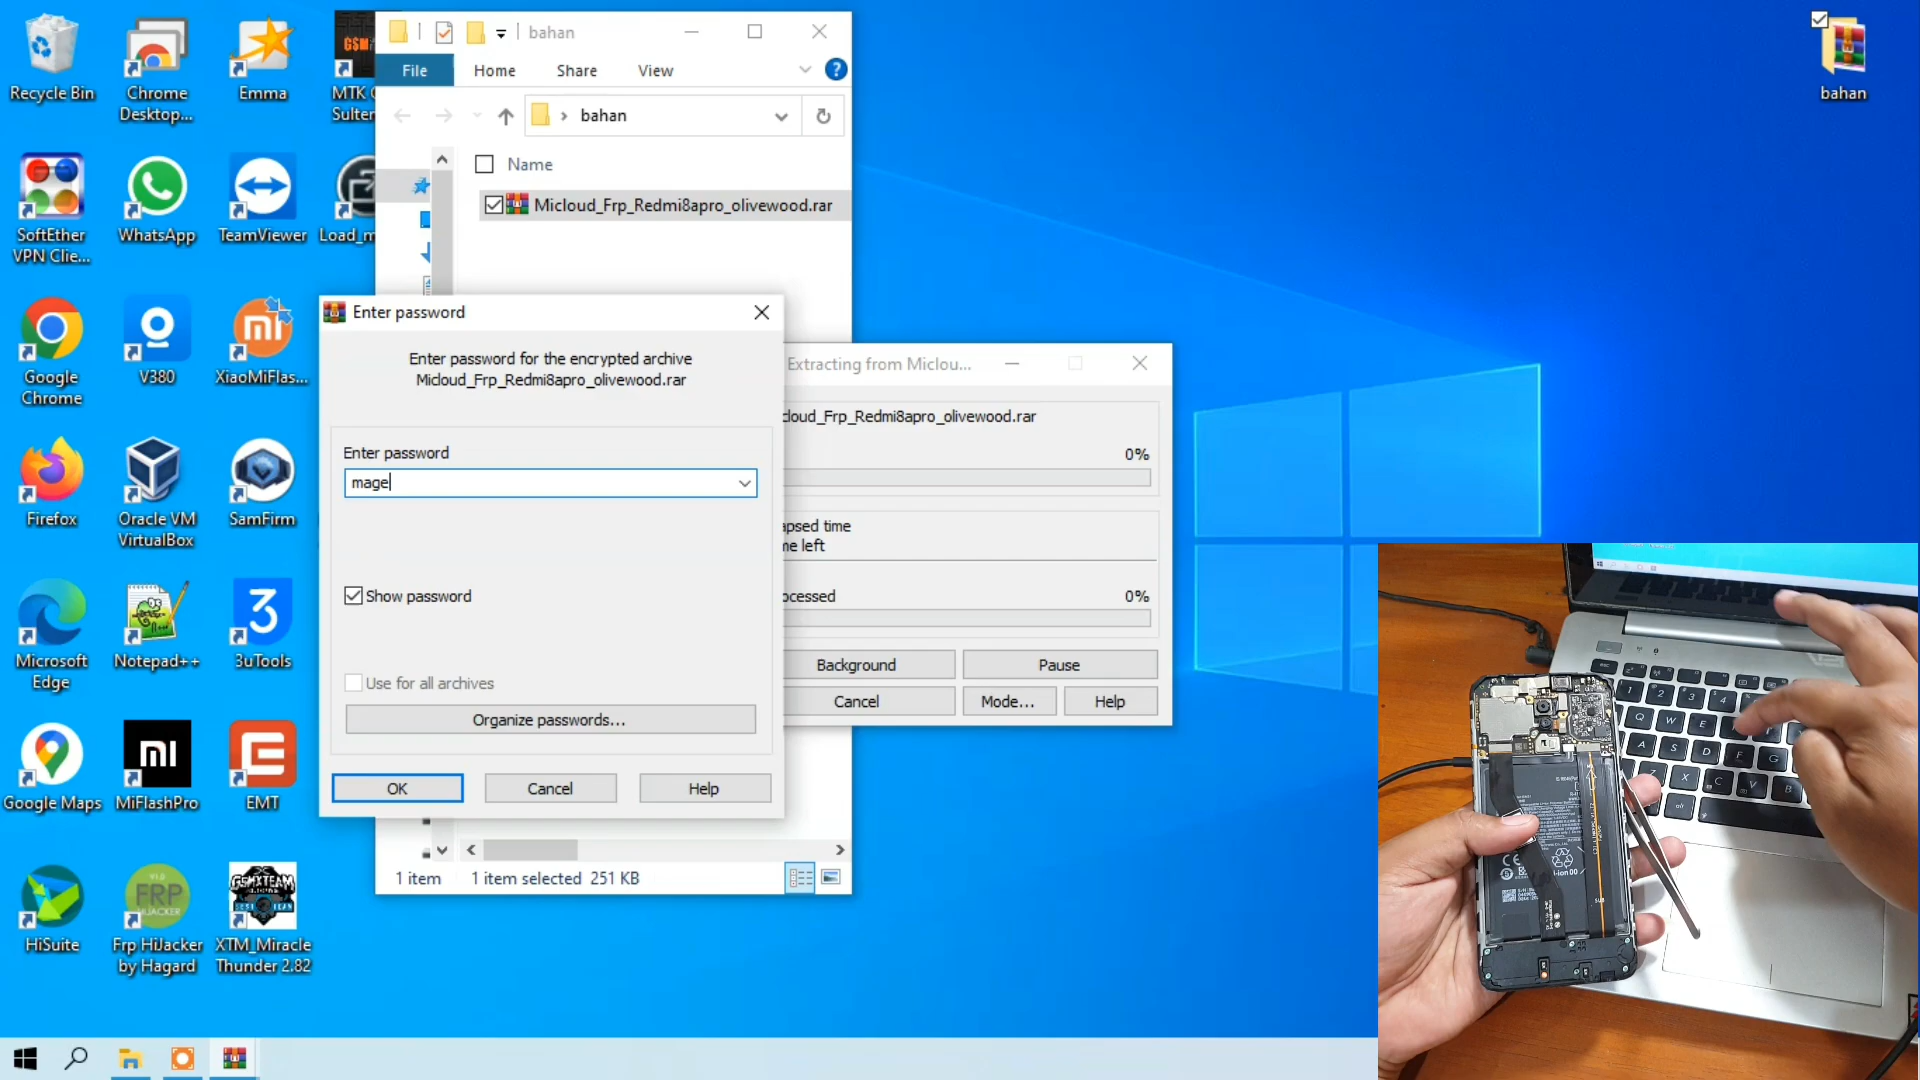 Recycle Bin
Chrome
Desktop...
Emma
MTK
Sulten
SoftEther
VPN Clie...
WhatsApp
TeamViewer
Load_m
Google
Chrome
V380
XiaoMiFlas...
Firefox
Oracle VM
VirtualBox
SamFirm
Microsoft
Edge
Notepad++
3uTools
Google Maps
MiFlashPro
EMT
HiSuite
Frp HiJacker
by Hagard
XTM_Miracle
Thunder 2.82
bahan
bahan
File
Home
Share
View
bahan
Name
Micloud_Frp_Redmi8apro_olivewood.rar
1 item
1 item selected 251 KB
Enter password
Enter password for the encrypted archive
Micloud_Frp_Redmi8apro_olivewood.rar
Enter password
mage
Show password
Use for all archives
Organize passwords...
OK
Cancel
Help
Extracting from Miclou...
cloud_Frp_Redmi8apro_olivewood.rar
0%
apsed time
me left
ocessed
0%
Background
Pause
Cancel
Mode...
Help